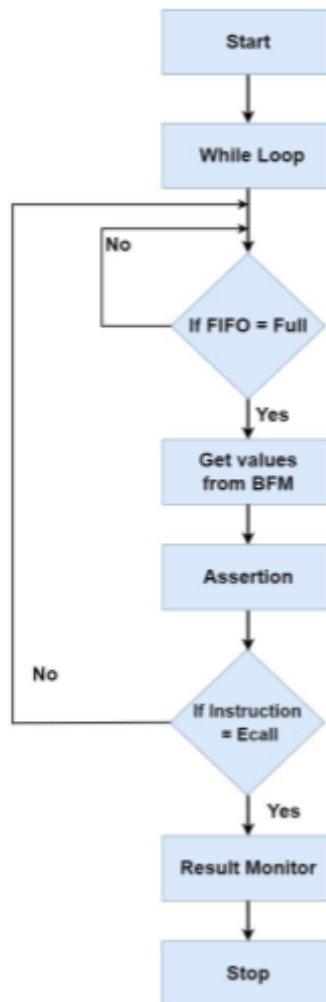 Start
While Loop
No
If FIFO = Full
Yes
Get values
from BFM
Assertion
No
If Instruction
= Ecall
Yes
Result Monitor
Stop